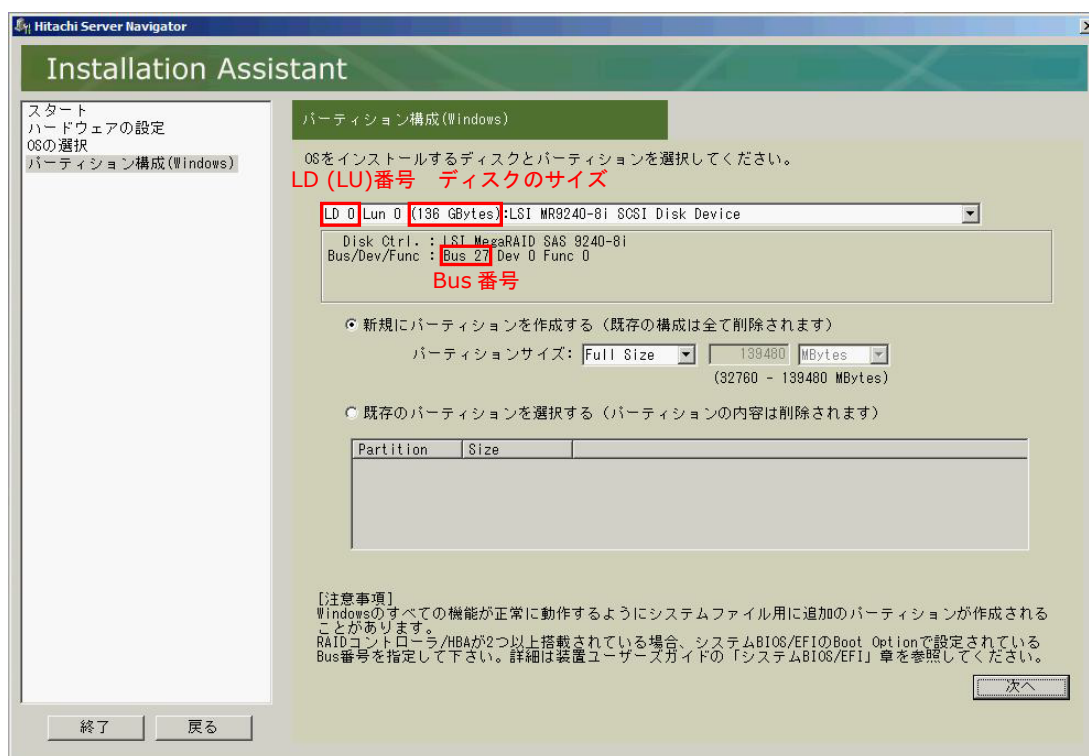 Hitachi Server Navigator
Installation Assistant
スタート
ハードウェアの設定
OSの選択
パーティション構成(Windows)
パーティション構成(Windows)
OSをインストールするディスクとパーティションを選択してください。
LD (LU)番号　ディスクのサイズ
LD 0 Lun 0 (136 GBytes):LSI MR9240-8i SCSI Disk Device
Disk Ctrl. : LSI MegaRAID SAS 9240-8i
Bus/Dev/Func : Bus 27 Dev 0 Func 0
Bus 番号
新規にパーティションを作成する（既存の構成は全て削除されます）
パーティションサイズ: Full Size 139480 MBytes
(32760 - 139480 MBytes)
既存のパーティションを選択する（パーティションの内容は削除されます）
Partition Size
[注意事項]
Windowsのすべての機能が正常に動作するようにシステムファイル用に追加のパーティションが作成される
ことがあります。
RAIDコントローラ/HBAが2つ以上搭載されている場合、システムBIOS/EFIのBoot Optionで設定されている
Bus番号を指定して下さい。詳細は装置ユーザーズガイドの「システムBIOS/EFI」章を参照してください。
次へ
終了 戻る